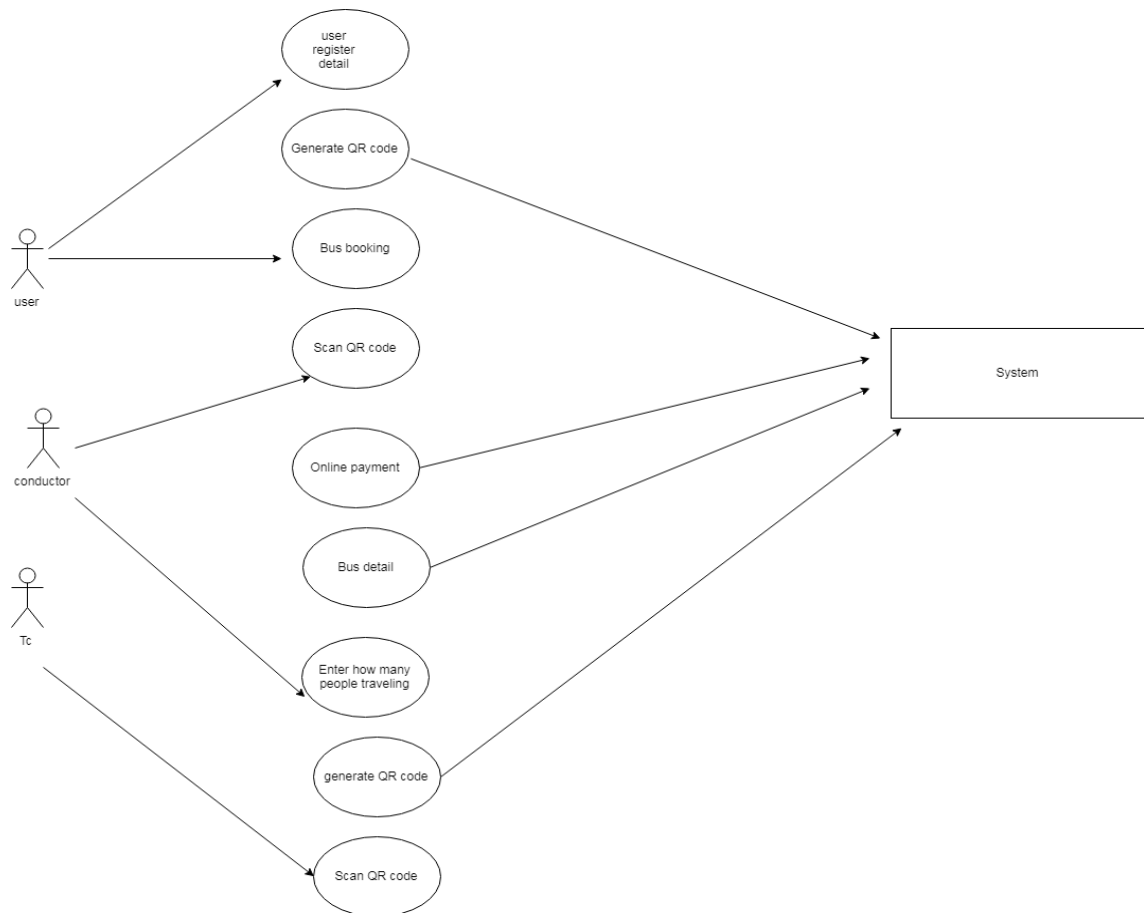 user
register
detail
Generate QR code
Bus booking
user
Scan QR code
System
conductor
Online payment
Bus detail
Tc
Enter how many
people traveling
generate QR code
Scan QR code